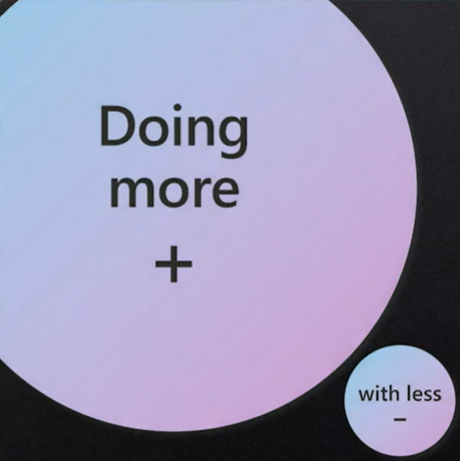 Doing
more
+
with less
–